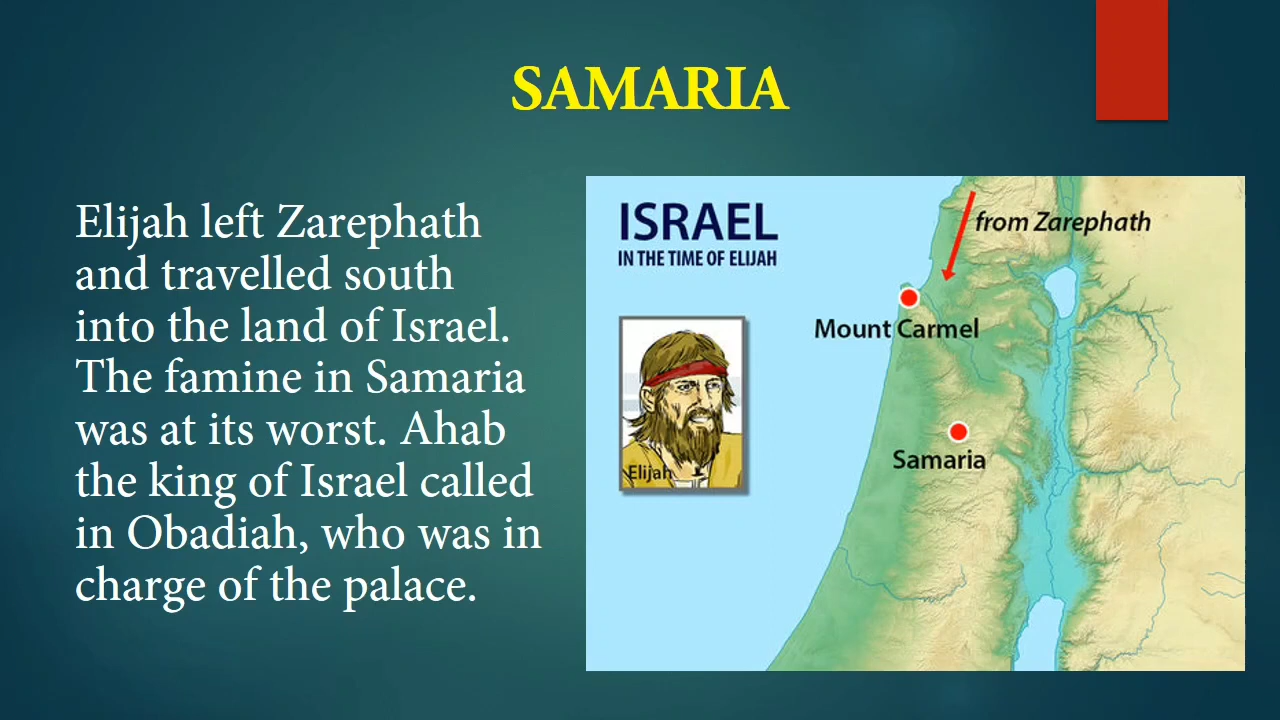 SAMARIA
Elijah left Zarephath
and travelled south
into the land of Israel.
The famine in Samaria
was at its worst. Ahab
the king of Israel called
in Obadiah, who was in
charge of the palace.
ISRAEL
IN THE TIME OF ELIJAH
from Zarephath
Mount Carmel
Elijah
Samaria